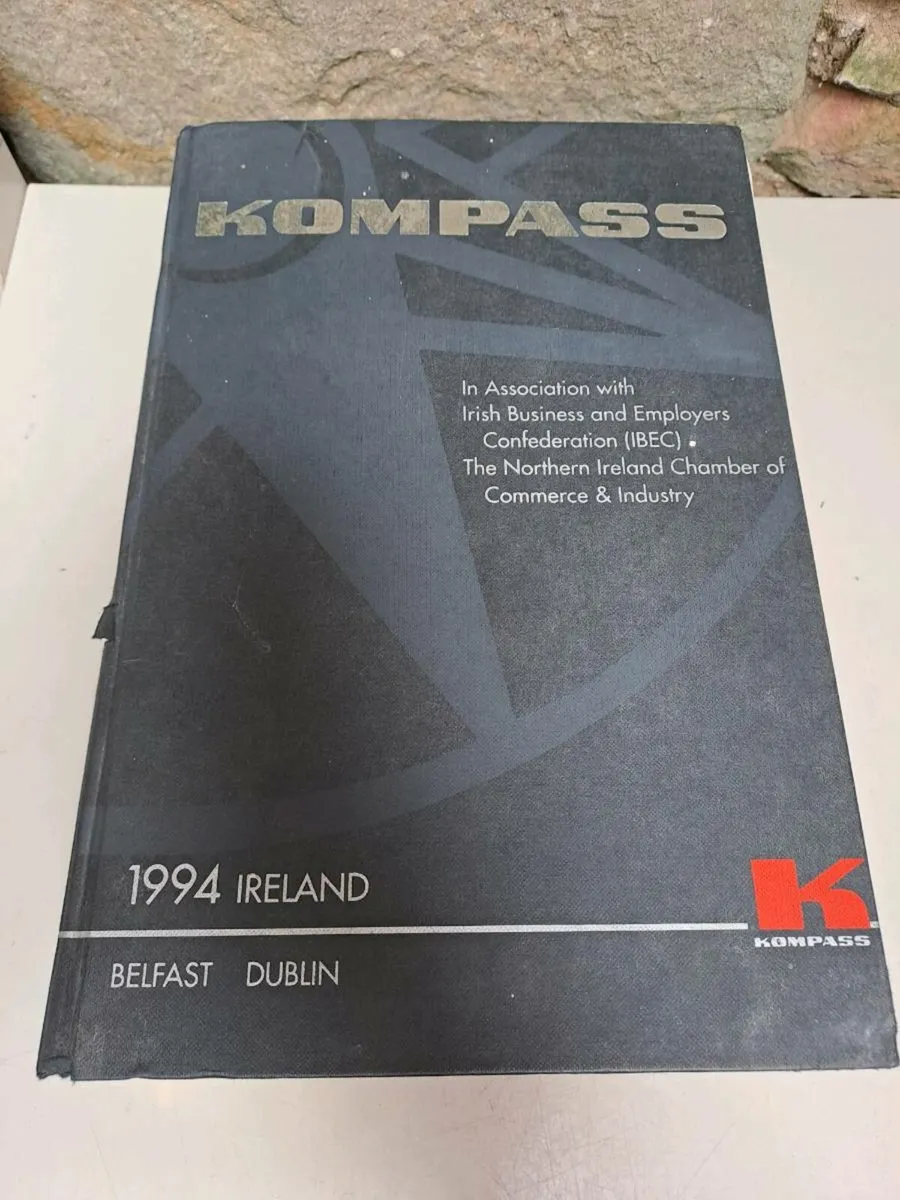 KOMPASS
In Association with
Irish Business and Employers
Confederation (IBEC) •
The Northern Ireland Chamber of
Commerce & Industry
1994 IRELAND
K
KOMPASS
BELFAST DUBLIN